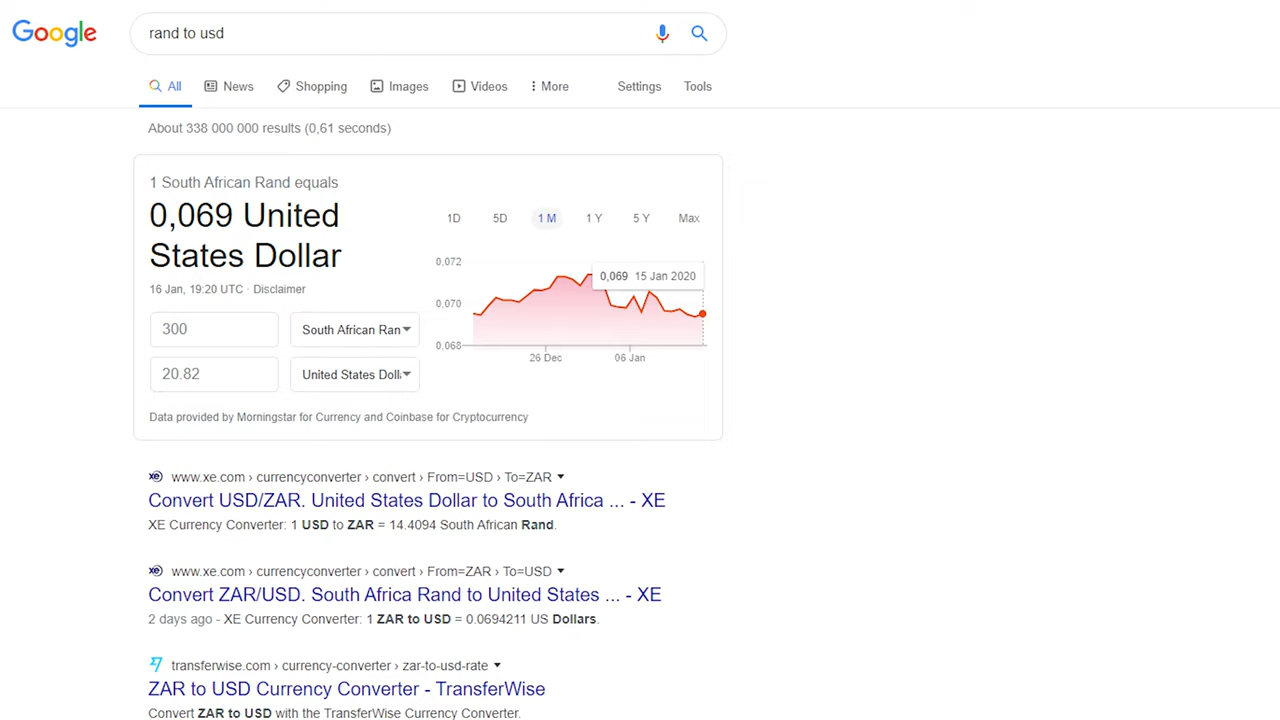 Google
rand to usd
All News Shopping Images Videos More Settings Tools
About 338 000 000 results (0,61 seconds)
1 South African Rand equals
0,069 United
States Dollar
16 Jan, 19:20 UTC · Disclaimer
300 South African Ran
20.82 United States Doll
1D 5D 1 M 1 Y 5 Y Max
0,072
0,069 15 Jan 2020
0,070
0,068
26 Dec 06 Jan
Data provided by Morningstar for Currency and Coinbase for Cryptocurrency
xe www.xe.com › currencyconverter › convert › From=USD › To=ZAR
Convert USD/ZAR. United States Dollar to South Africa ... - XE
XE Currency Converter: 1 USD to ZAR = 14.4094 South African Rand.
xe www.xe.com › currencyconverter › convert › From=ZAR › To=USD
Convert ZAR/USD. South Africa Rand to United States ... - XE
2 days ago - XE Currency Converter: 1 ZAR to USD = 0.0694211 US Dollars.
transferwise.com › currency-converter › zar-to-usd-rate
ZAR to USD Currency Converter - TransferWise
Convert ZAR to USD with the TransferWise Currency Converter.